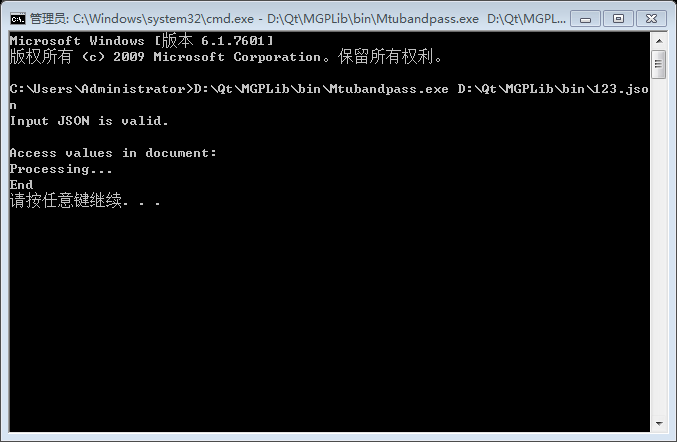 管理员: C:\Windows\system32\cmd.exe - D:\Qt\MGPLib\bin\Mtubandpass.exe  D:\Qt\MGPL...
Microsoft Windows [版本 6.1.7601]
版权所有 (c) 2009 Microsoft Corporation。保留所有权利。
C:\Users\Administrator>D:\Qt\MGPLib\bin\Mtubandpass.exe D:\Qt\MGPLib\bin\123.jso
n
Input JSON is valid.
Access values in document:
Processing...
End
请按任意键继续. . .